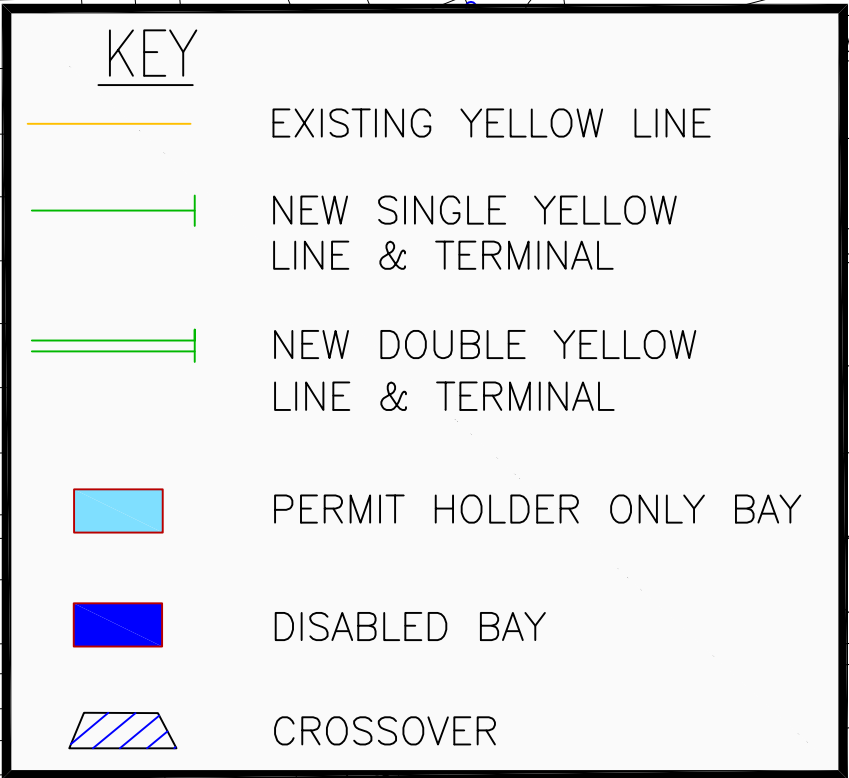 KEY
EXISTING YELLOW LINE
NEW SINGLE YELLOW
LINE & TERMINAL
NEW DOUBLE YELLOW
LINE & TERMINAL
PERMIT HOLDER ONLY BAY
DISABLED BAY
CROSSOVER